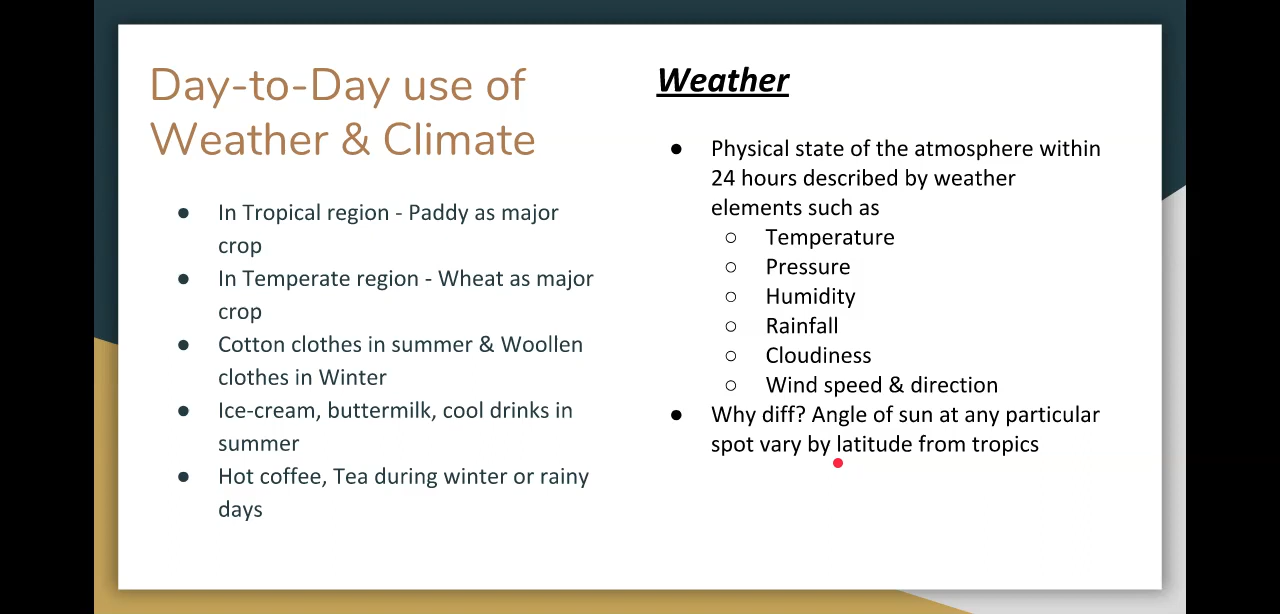 Day-to-Day use of
Weather & Climate
● In Tropical region - Paddy as major
crop
● In Temperate region - Wheat as major
crop
● Cotton clothes in summer & Woollen
clothes in Winter
● Ice-cream, buttermilk, cool drinks in
summer
● Hot coffee, Tea during winter or rainy
days
Weather
● Physical state of the atmosphere within
24 hours described by weather
elements such as
○ Temperature
○ Pressure
○ Humidity
○ Rainfall
○ Cloudiness
○ Wind speed & direction
● Why diff? Angle of sun at any particular
spot vary by latitude from tropics